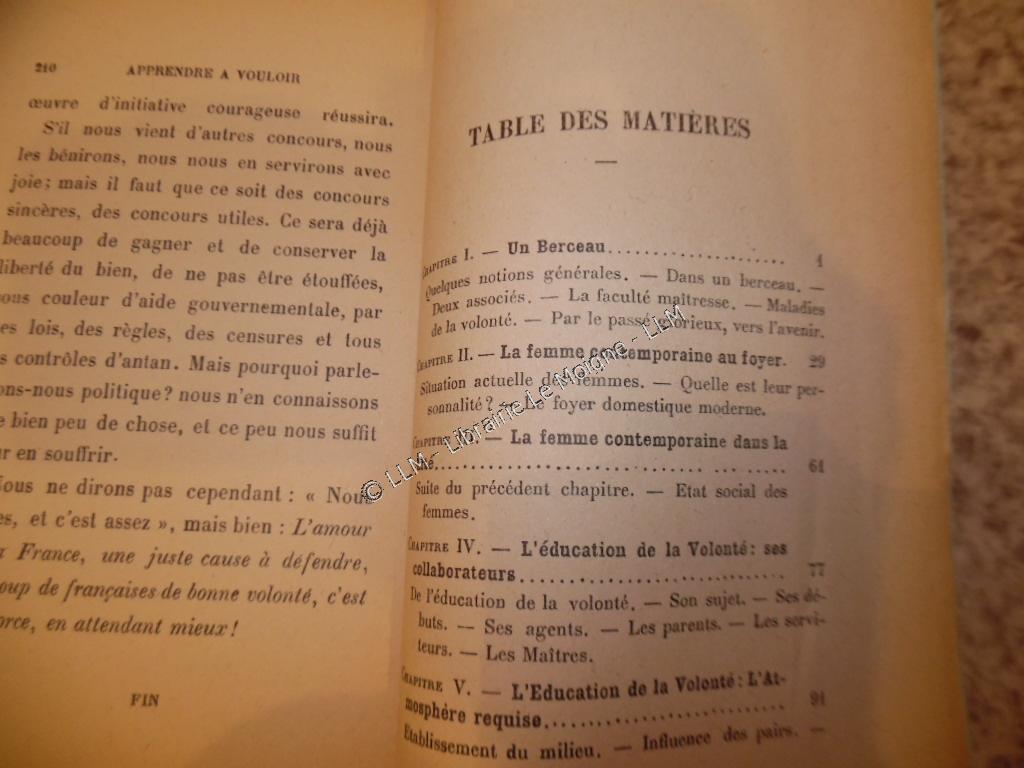 210 APPRENDRE A VOULOIR
œuvre d'initiative courageuse réussira.
S'il nous vient d'autres concours, nous
les bénirons, nous nous en servirons avec
joie; mais il faut que ce soit des concours
sincères, des concours utiles. Ce sera déjà
beaucoup de gagner et de conserver la
liberté du bien, de ne pas être étouffées,
ous couleur d'aide gouvernementale, par
es lois, des règles, des censures et tous
s contrôles d'antan. Mais pourquoi parle-
ons-nous politique? nous n'en connaissons
e bien peu de chose, et ce peu nous suffit
ur en souffrir.
Nous ne dirons pas cependant : « Nous
es, et c'est assez », mais bien : L'amour
a France, une juste cause à défendre,
oup de françaises de bonne volonté, c'est
orce, en attendant mieux!
FIN
TABLE DES MATIÈRES
CHAPITRE I. — Un Berceau.................... 1
Quelques notions générales. — Dans un berceau. —
Deux associés. — La faculté maîtresse. — Maladies
de la volonté. — Par le passé glorieux, vers l'avenir.
CHAPITRE II. — La femme contemporaine au foyer. 29
Situation actuelle des femmes. — Quelle est leur per-
sonnalité? — Le foyer domestique moderne.
CHAPITRE — La femme contemporaine dans la
.................... 61
Suite du précédent chapitre. — Etat social des
femmes.
CHAPITRE IV. — L'éducation de la Volonté: ses
collaborateurs.................... 77
De l'éducation de la volonté. — Son sujet. — Ses dé-
buts. — Ses agents. — Les parents. — Les servi-
teurs. — Les Maîtres.
CHAPITRE V. — L'Education de la Volonté: L'At-
mosphère requise.................... 91
Etablissement du milieu. — Influence des pairs. —
© LLM - Librairie Le Moigne - LLM